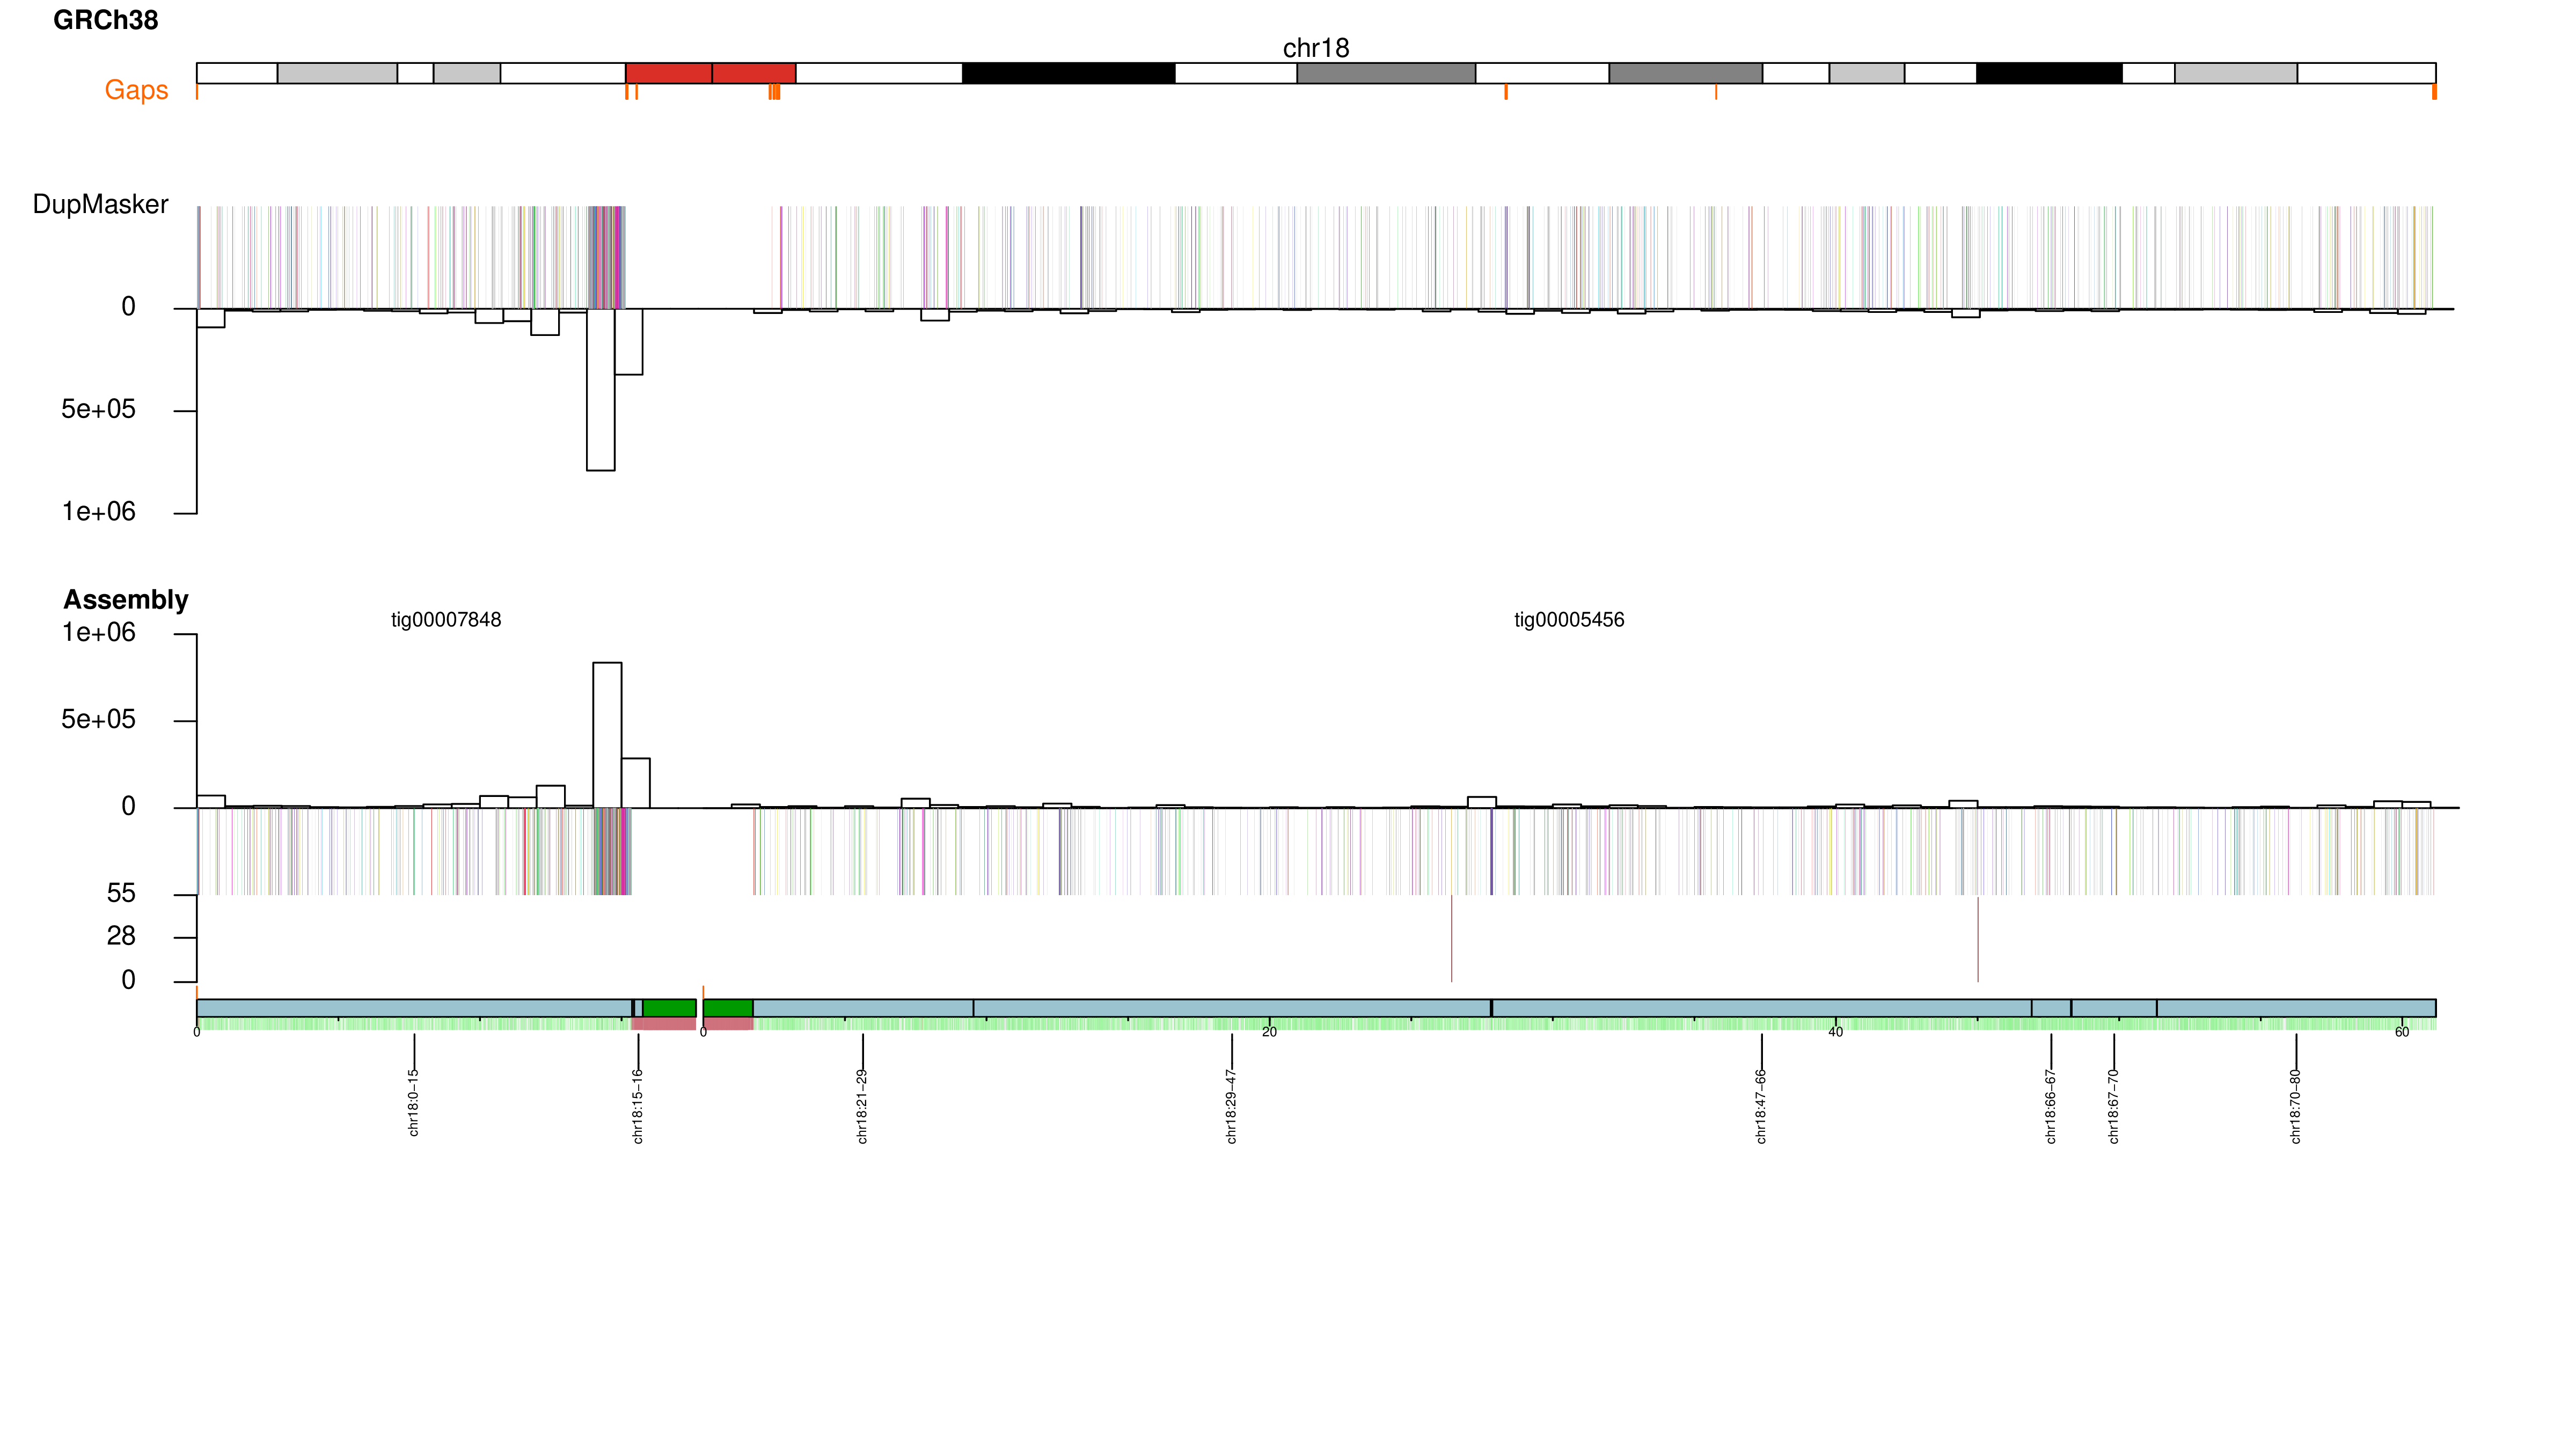 GRCh38
chr18
Gaps
DupMasker
0
5e+05
1e+06
Assembly
tig00007848 tig00005456
1e+06
5e+05
0
55
28
0
0 0 20 40 60
chr18:0−15 chr18:15−16 chr18:21−29 chr18:29−47 chr18:47−66 chr18:66−67 chr18:67−70 chr18:70−80